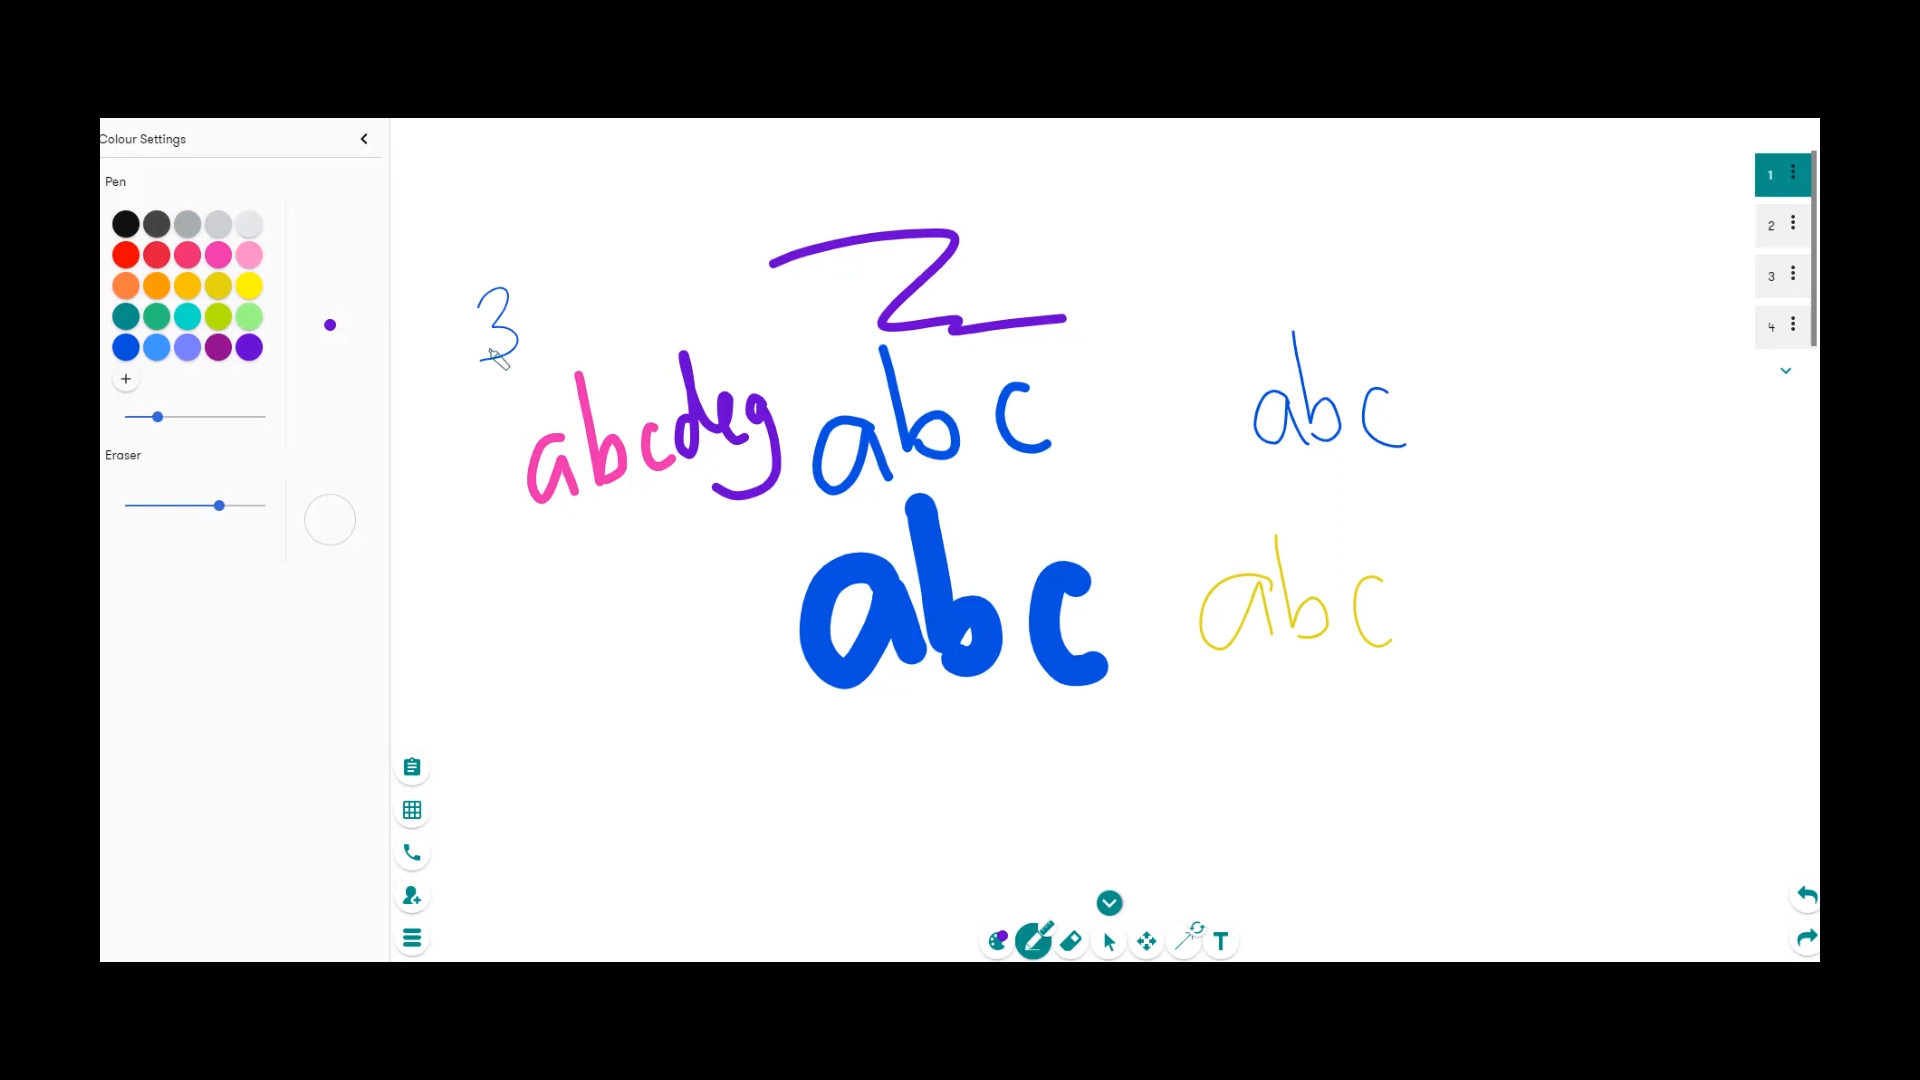 Colour Settings
Pen
Eraser
3
abcdeg
abc
abc
abc
abc
1
2
3
4
T